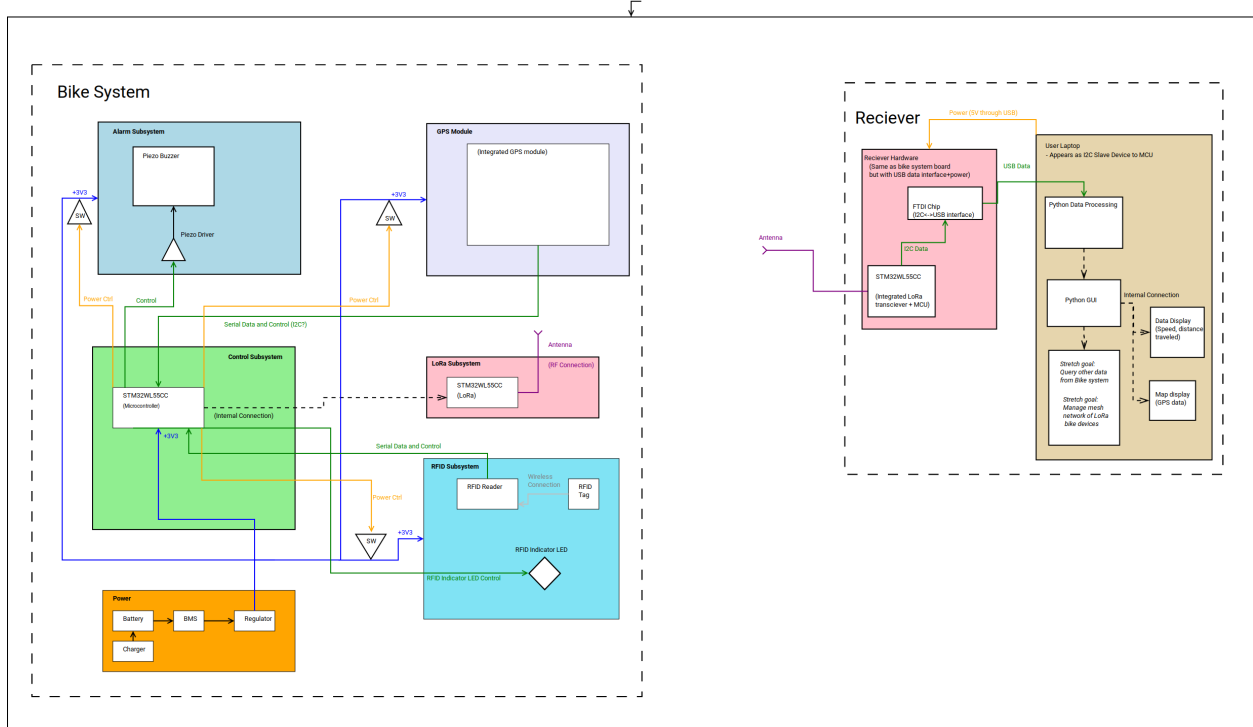 Bike System
Alarm Subsystem
Piezo Buzzer
+3V3
SW
Piezo Driver
Power Ctrl
Control
GPS Module
(Integrated GPS module)
+3V3
SW
Power Ctrl
Serial Data and Control (I2C?)
Control Subsystem
STM32WL55CC
(Microcontroller)
(Internal Connection)
+3V3
Antenna
(RF Connection)
LoRa Subsystem
STM32WL55CC
(LoRa)
Serial Data and Control
RFID Subsystem
RFID Reader
Wireless
Connection
RFID
Tag
Power Ctrl
SW
+3V3
RFID Indicator LED
RFID Indicator LED Control
Power
Battery
BMS
Regulator
Charger
Reciever
Power (5V through USB)
Reciever Hardware
(Same as bike system board
but with USB data interface+power)
FTDI Chip
(I2C<->USB interface)
I2C Data
STM32WL55CC
(Integrated LoRa
transciever + MCU)
Antenna
USB Data
User Laptop
- Appears as I2C Slave Device to MCU
Python Data Processing
Python GUI
Internal Connection
Data Display
(Speed, distance
traveled)
Map display
(GPS data)
Stretch goal:
Query other data
from Bike system
Stretch goal:
Manage mesh
network of LoRa
bike devices